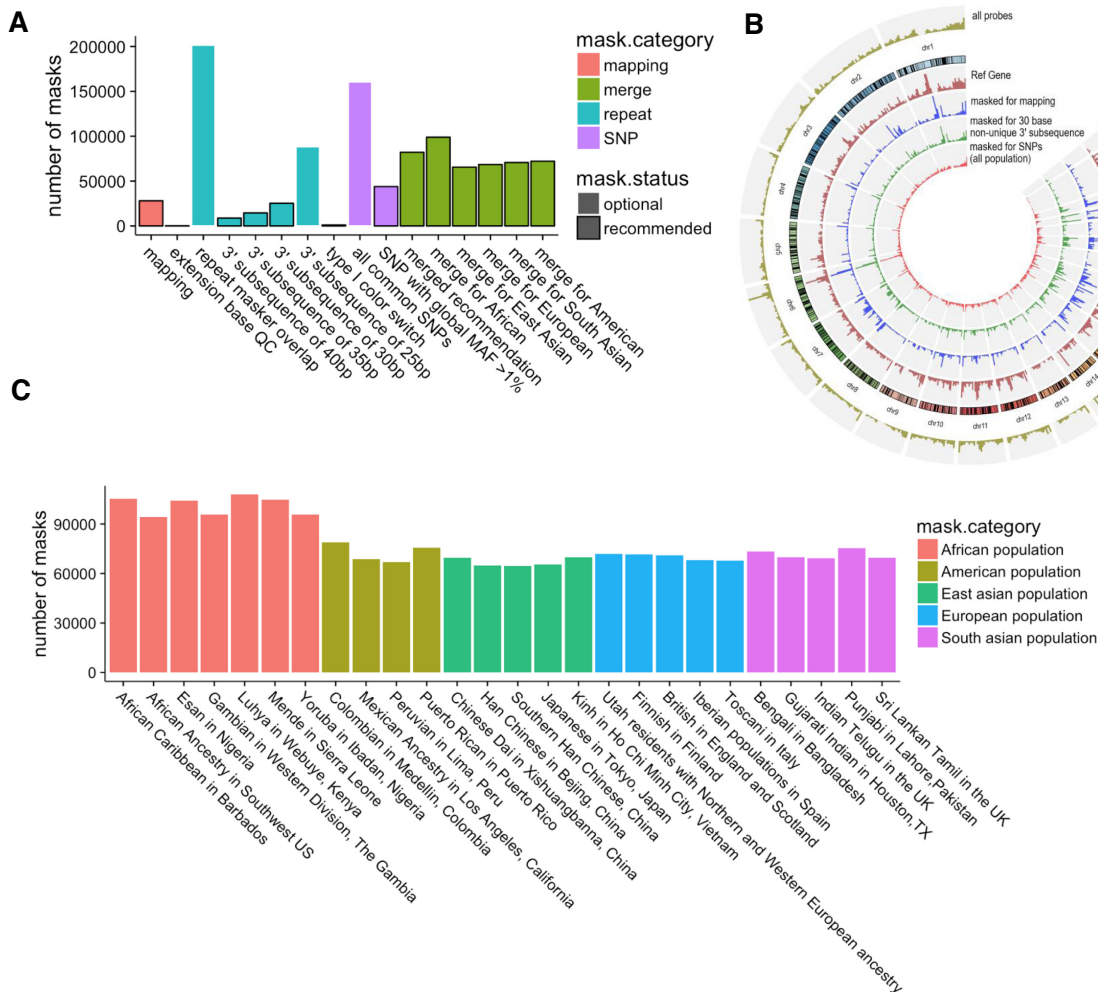 A
number of masks
200000
150000
100000
50000
0
mapping
extension base QC
repeat masker overlap
3' subsequence of 40bp
3' subsequence of 35bp
3' subsequence of 30bp
3' subsequence of 25bp
type I color switch
all common SNPs
SNP with global MAF >1%
merged recommendation
merge for African
merge for East Asian
merge for European
merge for South Asian
merge for American
mask.category
mapping
merge
repeat
SNP
mask.status
optional
recommended
B
all probes
Ref Gene
masked for mapping
masked for 30 base
non-unique 3' subsequence
masked for SNPs
(all population)
chr1
chr2
chr3
chr4
chr5
chr6
chr7
chr8
chr9
chr10
chr11
chr12
chr13
chr14
C
number of masks
90000
60000
30000
0
African Caribbean in Barbados
African Ancestry in Southwest US
Esan in Nigeria
Gambian in Western Division, The Gambia
Luhya in Webuye, Kenya
Mende in Sierra Leone
Yoruba in Ibadan, Nigeria
Colombian in Medellin, Colombia
Mexican Ancestry in Los Angeles, California
Peruvian in Lima, Peru
Puerto Rican in Puerto Rico
Chinese Dai in Xishuangbanna, China
Han Chinese in Bejing, China
Southern Han Chinese, China
Japanese in Tokyo, Japan
Kinh in Ho Chi Minh City, Vietnam
Utah residents with Northern and Western European ancestry
Finnish in Finland
British in England and Scotland
Iberian populations in Spain
Toscani in Italy
Bengali in Bangladesh
Gujarati Indian in Houston,TX
Indian Telugu in the UK
Punjabi in Lahore,Pakistan
Sri Lankan Tamil in the UK
mask.category
African population
American population
East asian population
European population
South asian population